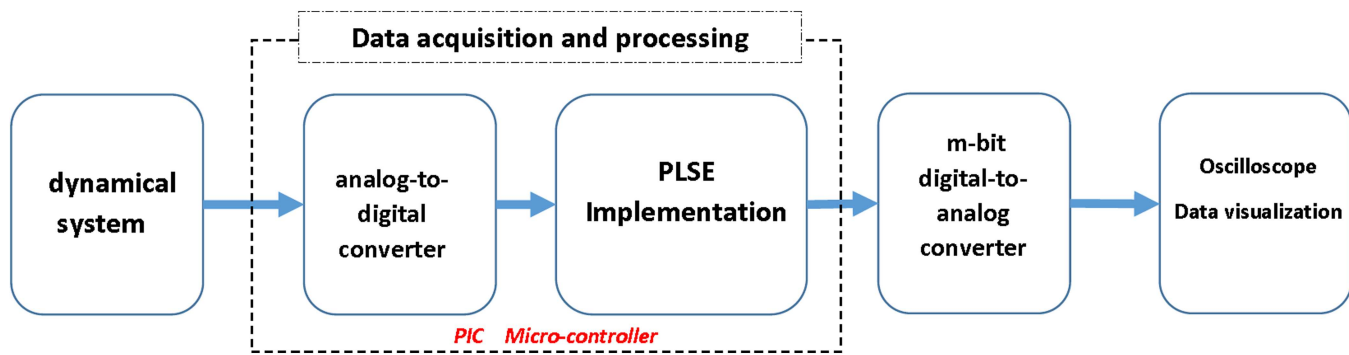 Data acquisition and processing
dynamical
system
analog-to-
digital
converter
PLSE
Implementation
m-bit
digital-to-
analog
converter
Oscilloscope
Data visualization
PIC Micro-controller